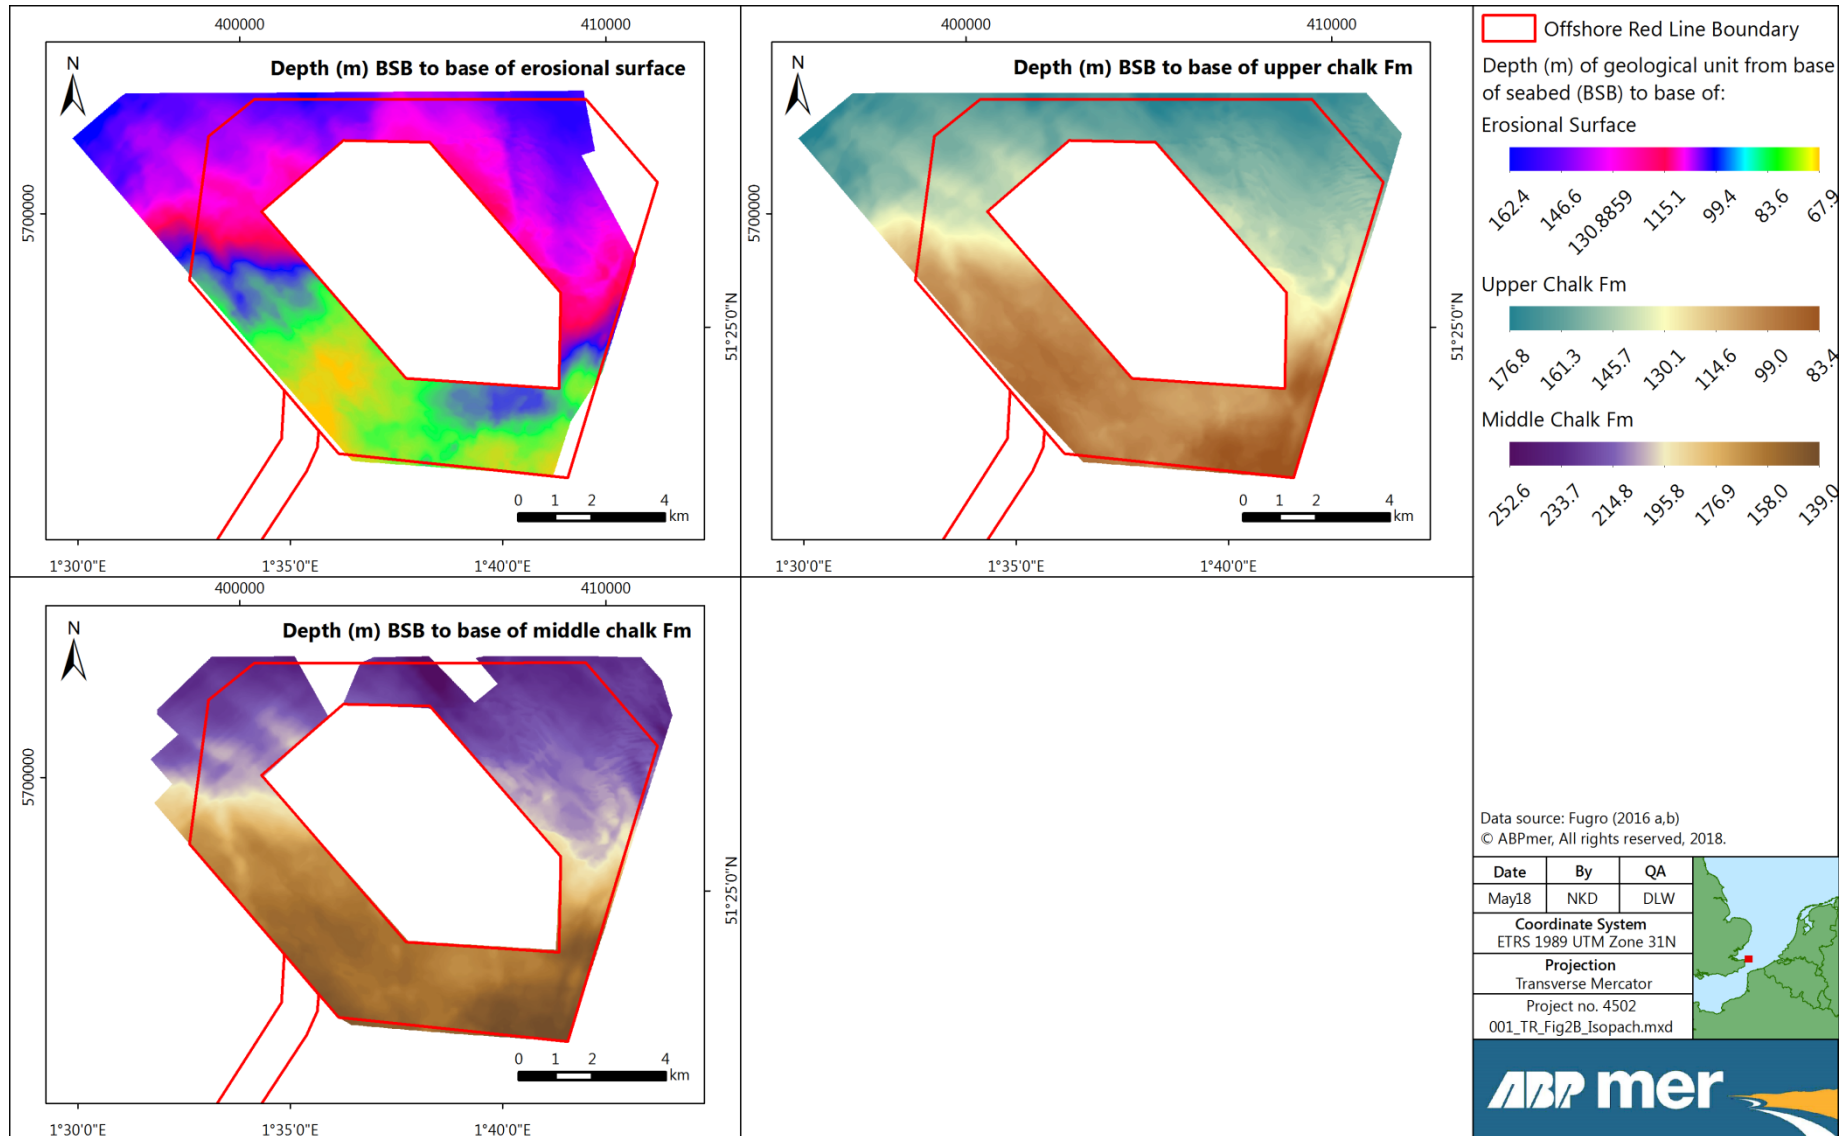 400000
410000
N
Depth (m) BSB to base of erosional surface
5700000
51°25'0"N
0 1 2 4
km
1°30'0"E
1°35'0"E
1°40'0"E
400000
410000
N
Depth (m) BSB to base of upper chalk Fm
5700000
51°25'0"N
0 1 2 4
km
1°30'0"E
1°35'0"E
1°40'0"E
400000
410000
N
Depth (m) BSB to base of middle chalk Fm
5700000
51°25'0"N
0 1 2 4
km
1°30'0"E
1°35'0"E
1°40'0"E
Offshore Red Line Boundary
Depth (m) of geological unit from base
of seabed (BSB) to base of:
Erosional Surface
162.4 146.6 130.8859 115.1 99.4 83.6 67.9
Upper Chalk Fm
176.8 161.3 145.7 130.1 114.6 99.0 83.4
Middle Chalk Fm
252.6 233.7 214.8 195.8 176.9 158.0 139.0
Data source: Fugro (2016 a,b)
© ABPmer, All rights reserved, 2018.
Date By QA
May18 NKD DLW
Coordinate System
ETRS 1989 UTM Zone 31N
Projection
Transverse Mercator
Project no. 4502
001_TR_Fig2B_Isopach.mxd
ABPmer